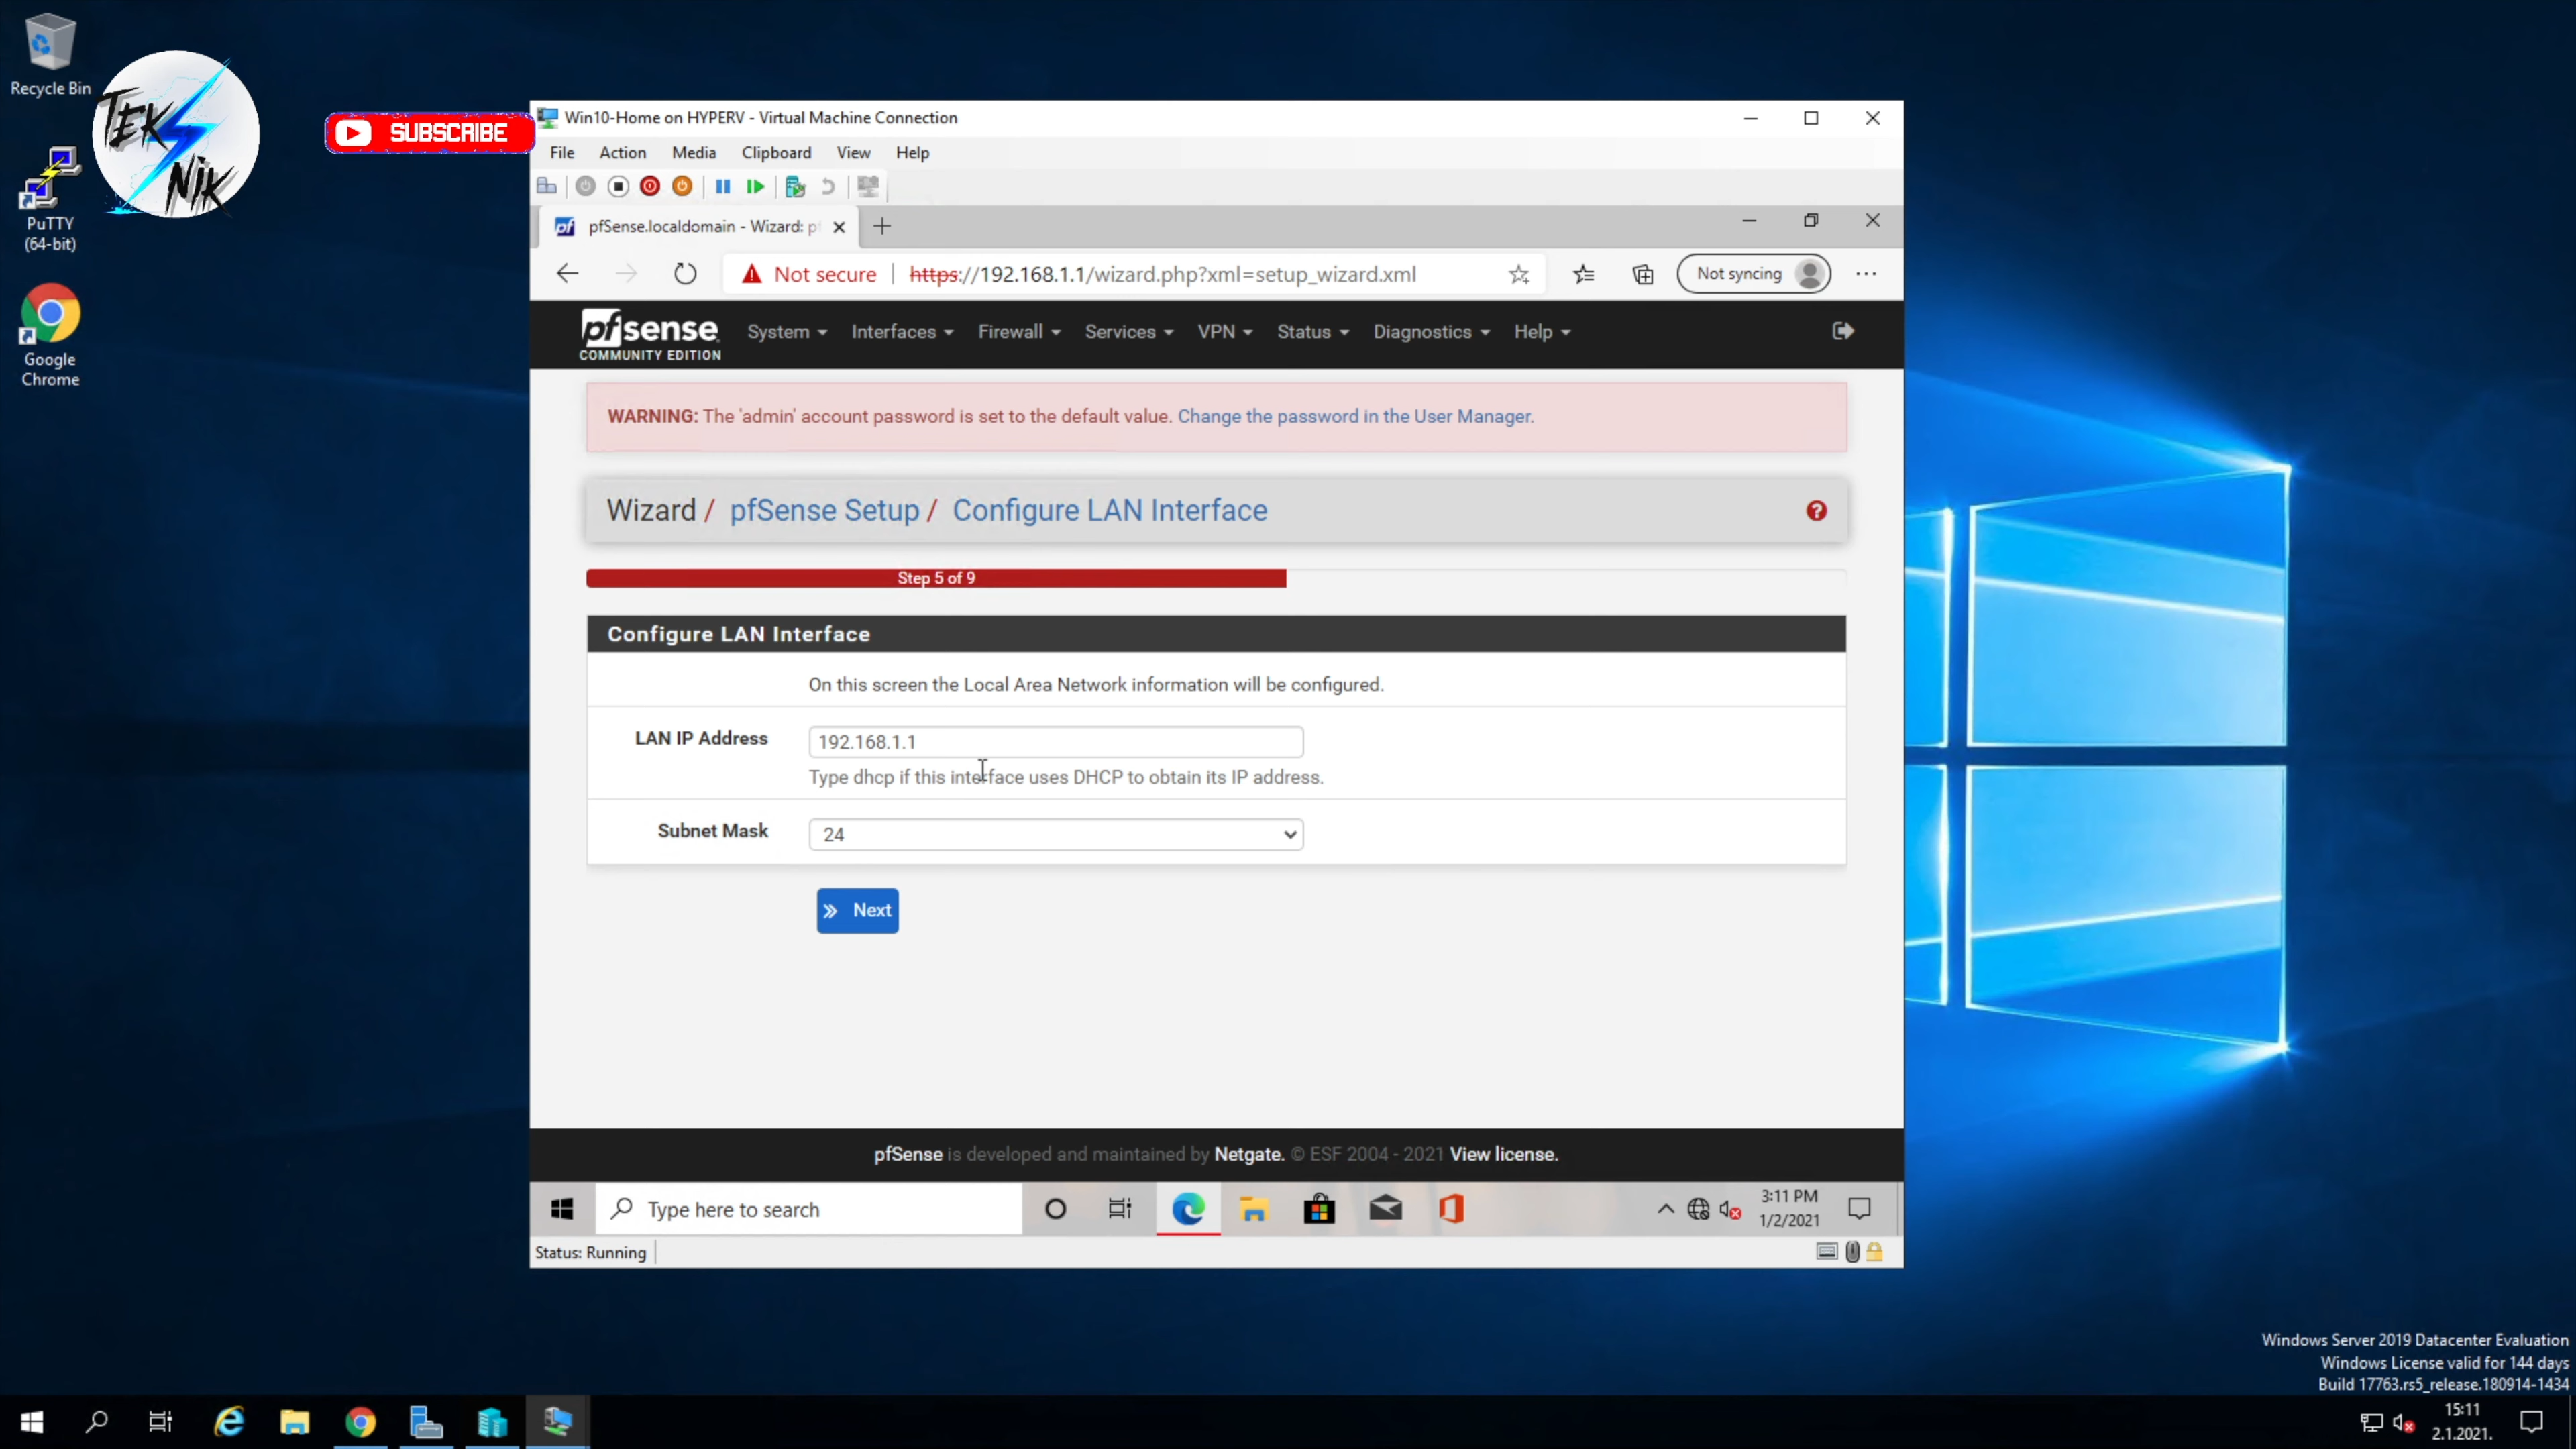 Recycle Bin
TEK
NIK
SUBSCRIBE
PuTTY
(64-bit)
Google
Chrome
Win10-Home on HYPERV - Virtual Machine Connection
File Action Media Clipboard View Help
pfSense.localdomain - Wizard: p
Not secure https://192.168.1.1/wizard.php?xml=setup_wizard.xml Not syncing
pfsense
COMMUNITY EDITION
System Interfaces Firewall Services VPN Status Diagnostics Help
WARNING: The 'admin' account password is set to the default value. Change the password in the User Manager.
Wizard / pfSense Setup / Configure LAN Interface
Step 5 of 9
Configure LAN Interface
On this screen the Local Area Network information will be configured.
LAN IP Address 192.168.1.1
Type dhcp if this interface uses DHCP to obtain its IP address.
Subnet Mask 24
Next
pfSense is developed and maintained by Netgate. © ESF 2004 - 2021 View license.
Type here to search
3:11 PM
1/2/2021
Status: Running
Windows Server 2019 Datacenter Evaluation
Windows License valid for 144 days
Build 17763.rs5_release.180914-1434
15:11
2.1.2021.